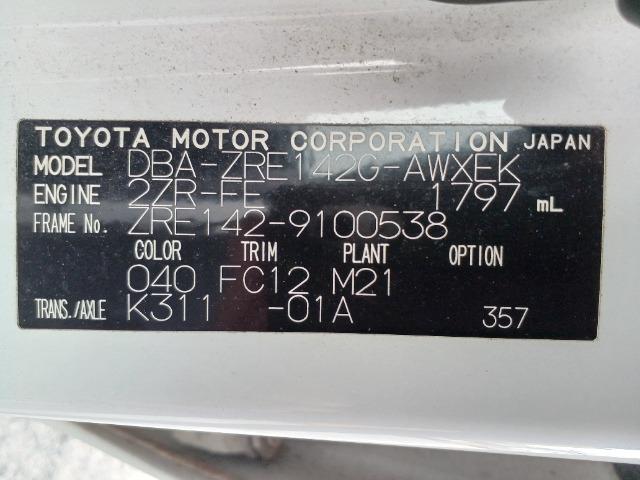 TOYOTA MOTOR CORPORATION JAPAN
MODEL DBA-ZRE142G-AWXEK
ENGINE 2ZR-FE 1797 mL
FRAME No. ZRE142-9100538
COLOR TRIM PLANT OPTION
040 FC12 M21
TRANS./AXLE K311 -01A 357